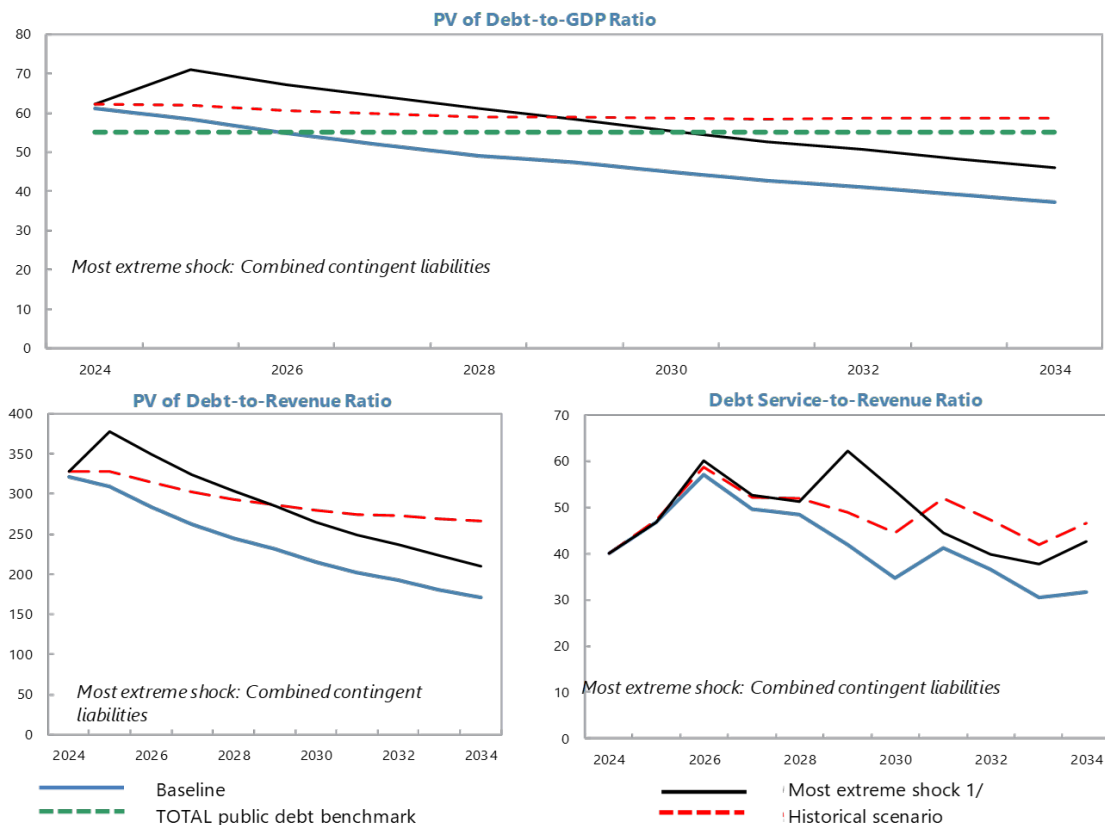 PV of Debt-to-GDP Ratio
80
70
60
50
40
30
20
10
0
Most extreme shock: Combined contingent liabilities
2024 2026 2028 2030 2032 2034
PV of Debt-to-Revenue Ratio
400
350
300
250
200
150
100
50
0
Most extreme shock: Combined contingent
liabilities
2024 2026 2028 2030 2032 2034
Debt Service-to-Revenue Ratio
70
60
50
40
30
20
10
0
Most extreme shock: Combined contingent liabilities
2024 2026 2028 2030 2032 2034
Baseline
TOTAL public debt benchmark
Most extreme shock 1/
Historical scenario